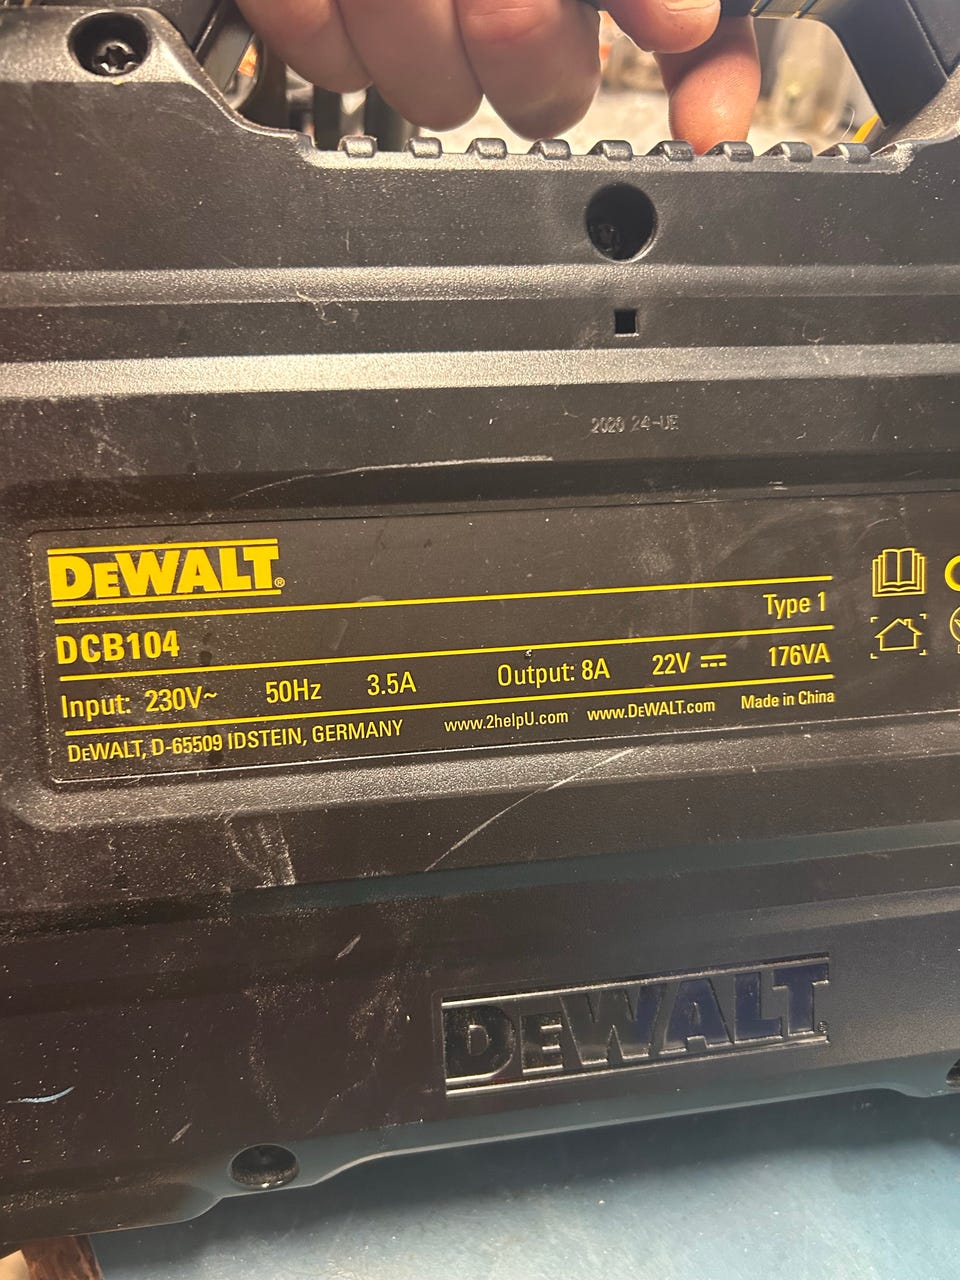 2020 24-UE
DEWALT®
Type 1
DCB104
Input: 230V~ 50Hz 3.5A Output: 8A 22V ⎓ 176VA
DEWALT, D-65509 IDSTEIN, GERMANY www.2helpU.com www.DEWALT.com Made in China
DEWALT